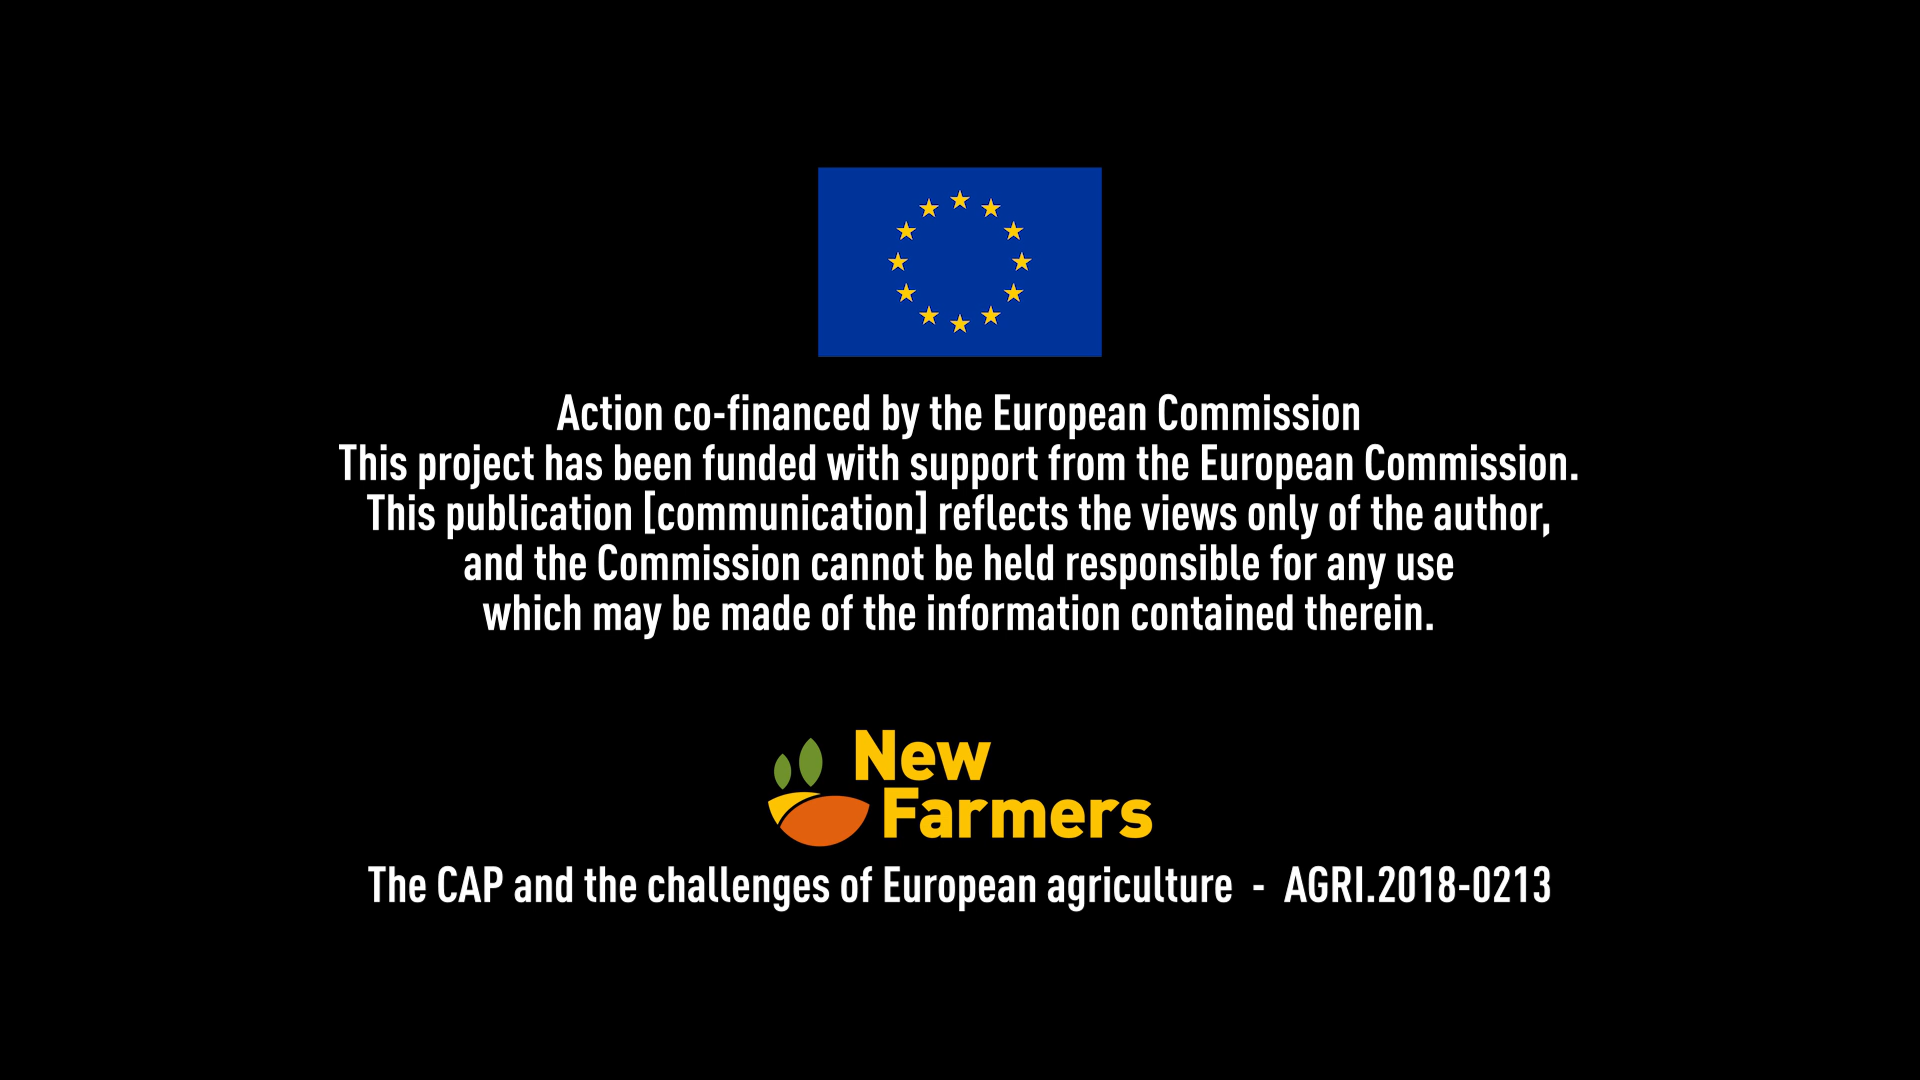 Action co-financed by the European Commission
This project has been funded with support from the European Commission.
This publication [communication] reflects the views only of the author,
and the Commission cannot be held responsible for any use
which may be made of the information contained therein.
New
Farmers
The CAP and the challenges of European agriculture - AGRI.2018-0213